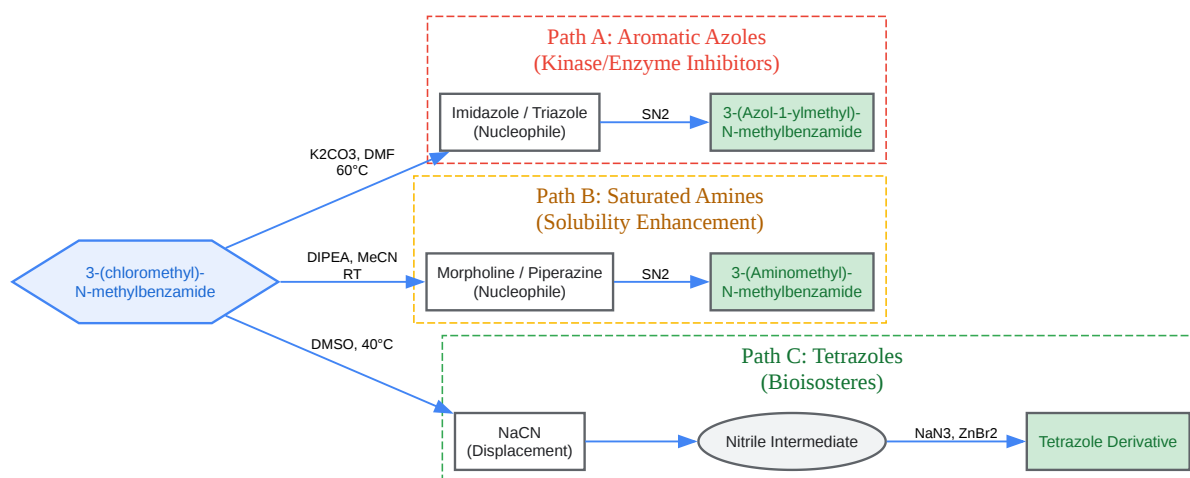 Path A: Aromatic Azoles
(Kinase/Enzyme Inhibitors)
Imidazole / Triazole
(Nucleophile)
SN2
3-(Azol-1-ylmethyl)-
N-methylbenzamide
K2CO3, DMF
60°C
Path B: Saturated Amines
(Solubility Enhancement)
3-(chloromethyl)-
N-methylbenzamide
DIPEA, MeCN
RT
Morpholine / Piperazine
(Nucleophile)
SN2
3-(Aminomethyl)-
N-methylbenzamide
DMSO, 40°C
Path C: Tetrazoles
(Bioisosteres)
NaCN
(Displacement)
Nitrile Intermediate
NaN3, ZnBr2
Tetrazole Derivative